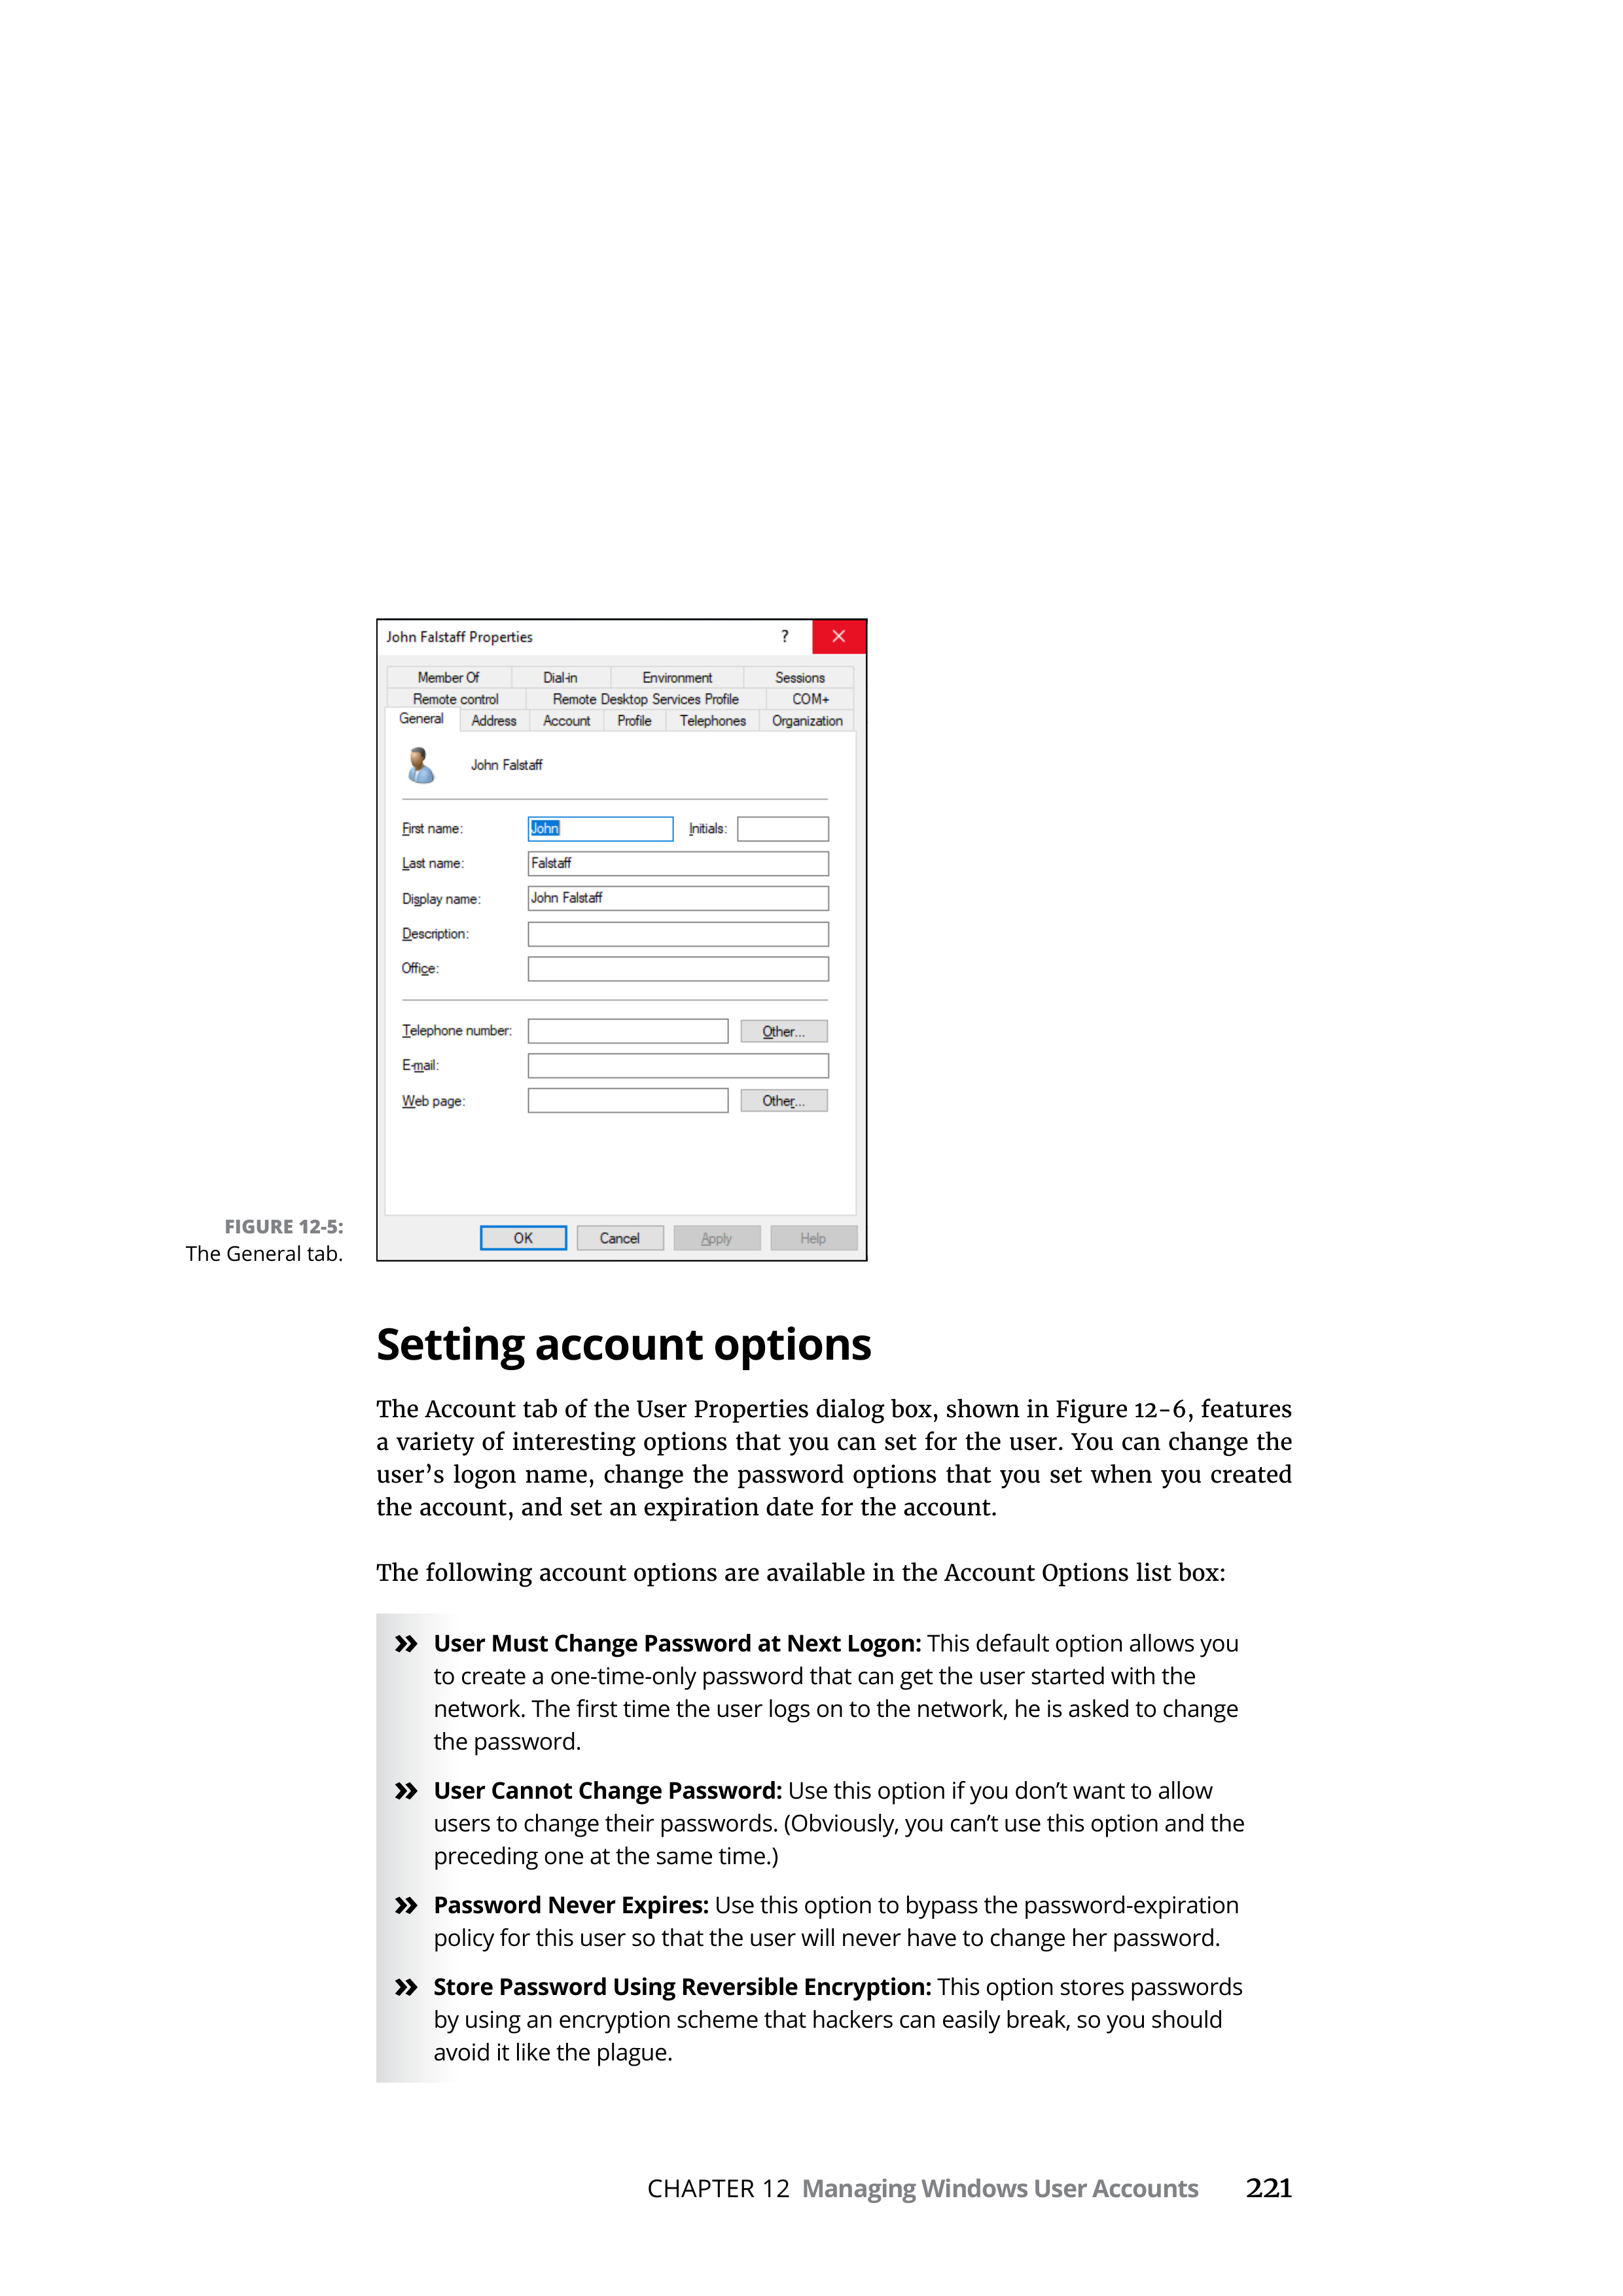 John Falstaff Properties ?
Member Of Dial-in Environment Sessions
Remote control Remote Desktop Services Profile COM+
General Address Account Profile Telephones Organization
John Falstaff
First name: John Initials:
Last name: Falstaff
Display name: John Falstaff
Description:
Office:
Telephone number: Other...
E-mail:
Web page: Other...
OK Cancel Apply Help
FIGURE 12-5:
The General tab.
Setting account options
The Account tab of the User Properties dialog box, shown in Figure 12-6, features
a variety of interesting options that you can set for the user. You can change the
user’s logon name, change the password options that you set when you created
the account, and set an expiration date for the account.
The following account options are available in the Account Options list box:
» User Must Change Password at Next Logon: This default option allows you
to create a one-time-only password that can get the user started with the
network. The first time the user logs on to the network, he is asked to change
the password.
» User Cannot Change Password: Use this option if you don’t want to allow
users to change their passwords. (Obviously, you can’t use this option and the
preceding one at the same time.)
» Password Never Expires: Use this option to bypass the password-expiration
policy for this user so that the user will never have to change her password.
» Store Password Using Reversible Encryption: This option stores passwords
by using an encryption scheme that hackers can easily break, so you should
avoid it like the plague.
CHAPTER 12 Managing Windows User Accounts 221